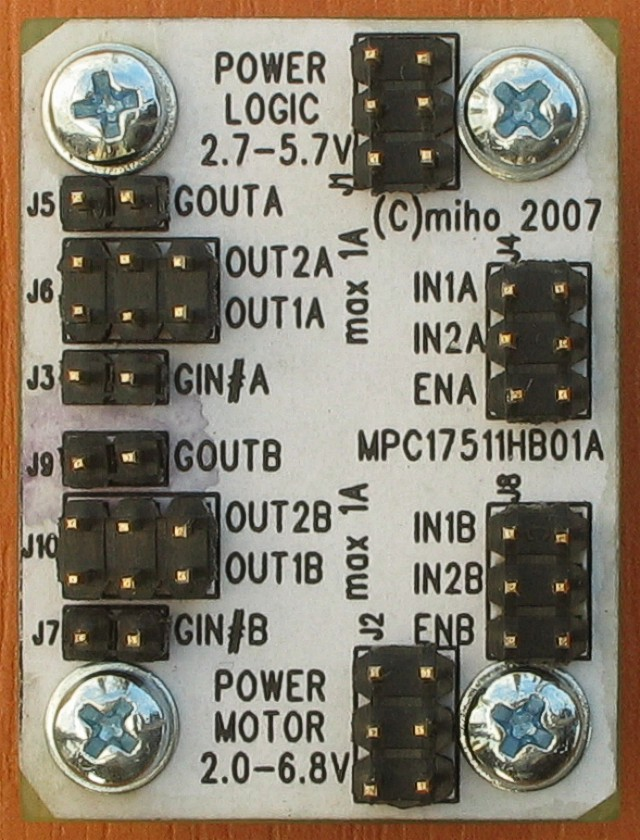 POWER
LOGIC
2.7-5.7V
J1
J5 GOUTA
(C)miho 2007
J6 OUT2A
OUT1A
max 1A
J4
IN1A
IN2A
ENA
J3 GIN#A
MPC17511HB01A
J9 GOUTB
J10 OUT2B
OUT1B
max 1A
J8
IN1B
IN2B
ENB
J7 GIN#B
J2
POWER
MOTOR
2.0-6.8V